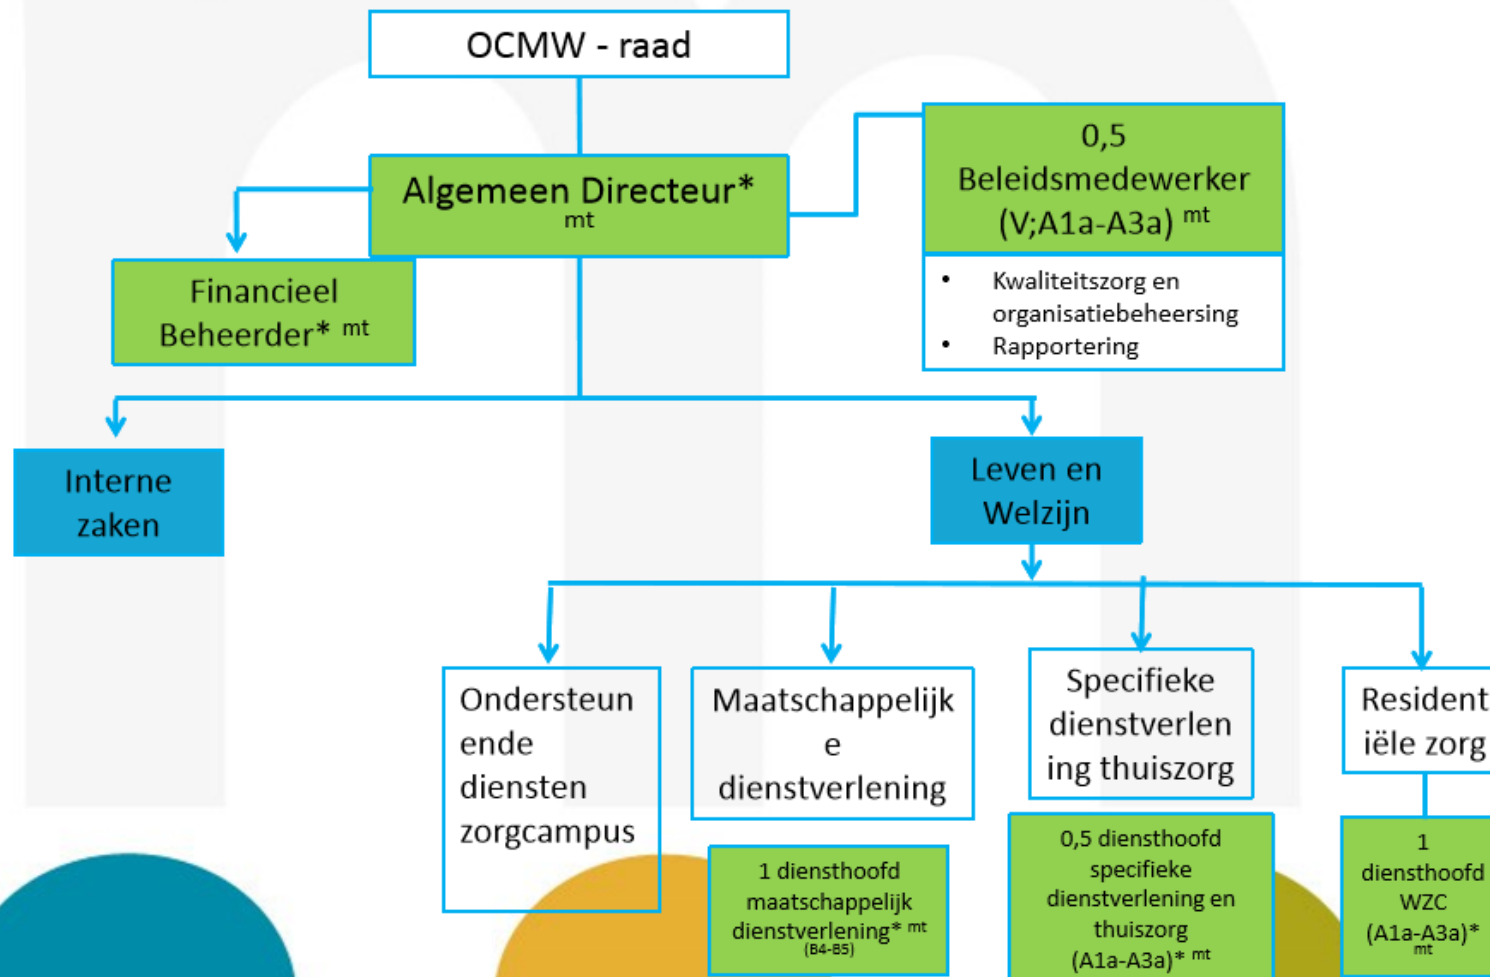 OCMW - raad
Algemeen Directeur*
mt
0,5
Beleidsmedewerker
(V;A1a-A3a) mt
• Kwaliteitszorg en
organisatiebeheersing
• Rapportering
Financieel
Beheerder* mt
Interne
zaken
Leven en
Welzijn
Ondersteun
ende
diensten
zorgcampus
Maatschappelijk
e
dienstverlening
Specifieke
dienstverlen
ing thuiszorg
Resident
iële zorg
1 diensthoofd
maatschappelijk
dienstverlening* mt
(B4-B5)
0,5 diensthoofd
specifieke
dienstverlening en
thuiszorg
(A1a-A3a)* mt
1
diensthoofd
WZC
(A1a-A3a)*
mt